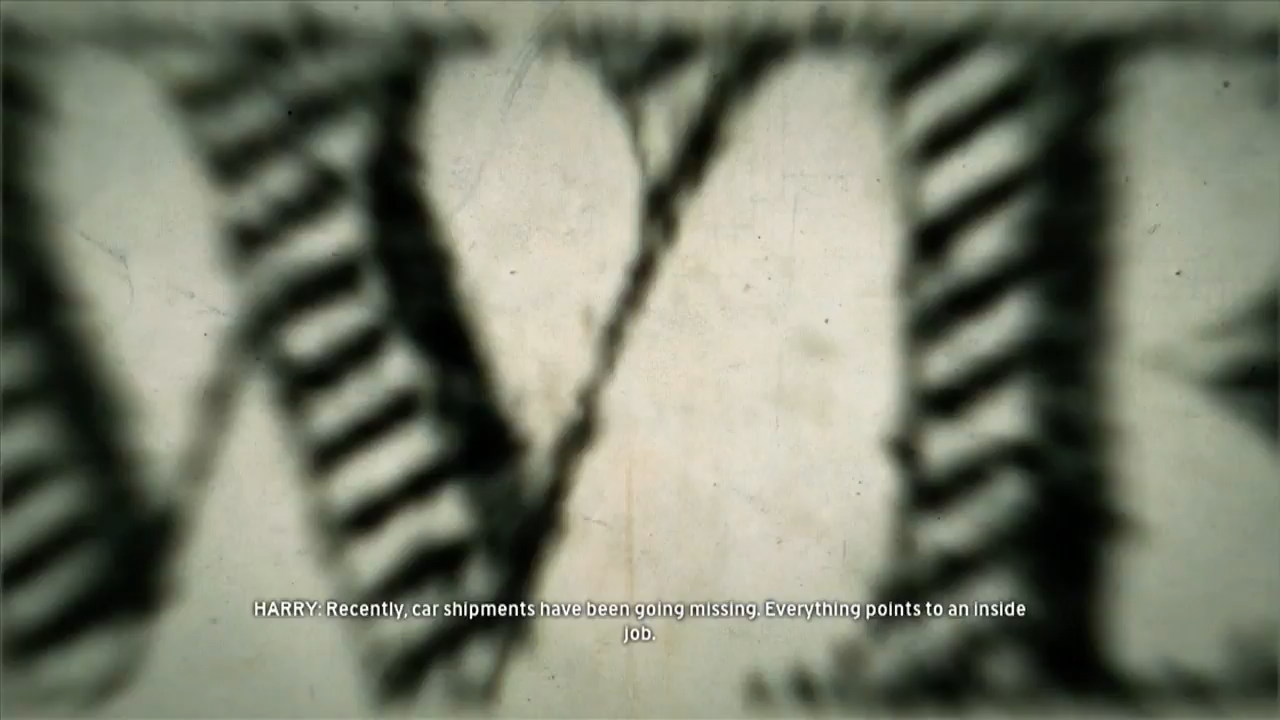 HARRY: Recently, car shipments have been going missing. Everything points to an inside
job.